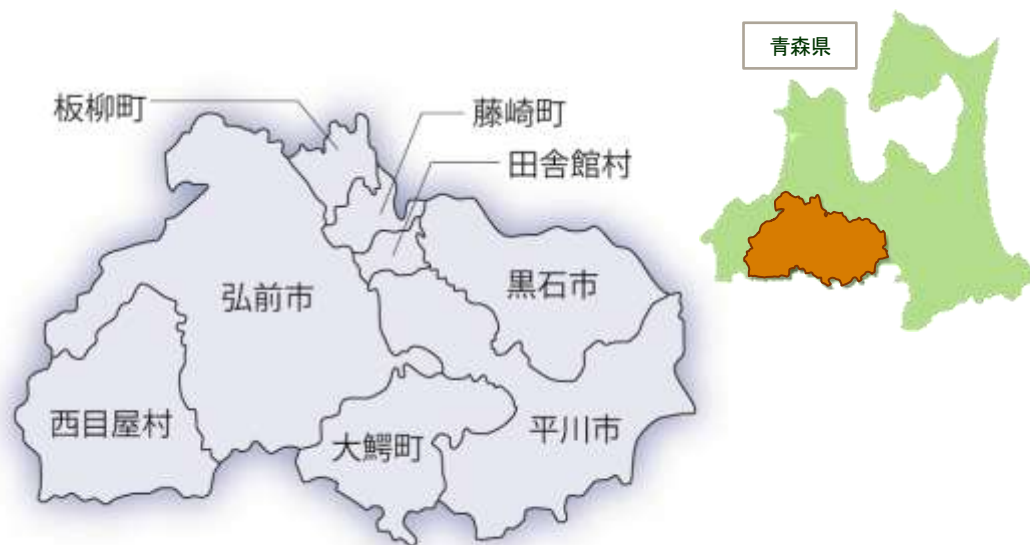 青森県
板柳町
藤崎町
田舎館村
弘前市
黒石市
西目屋村
大鰐町
平川市